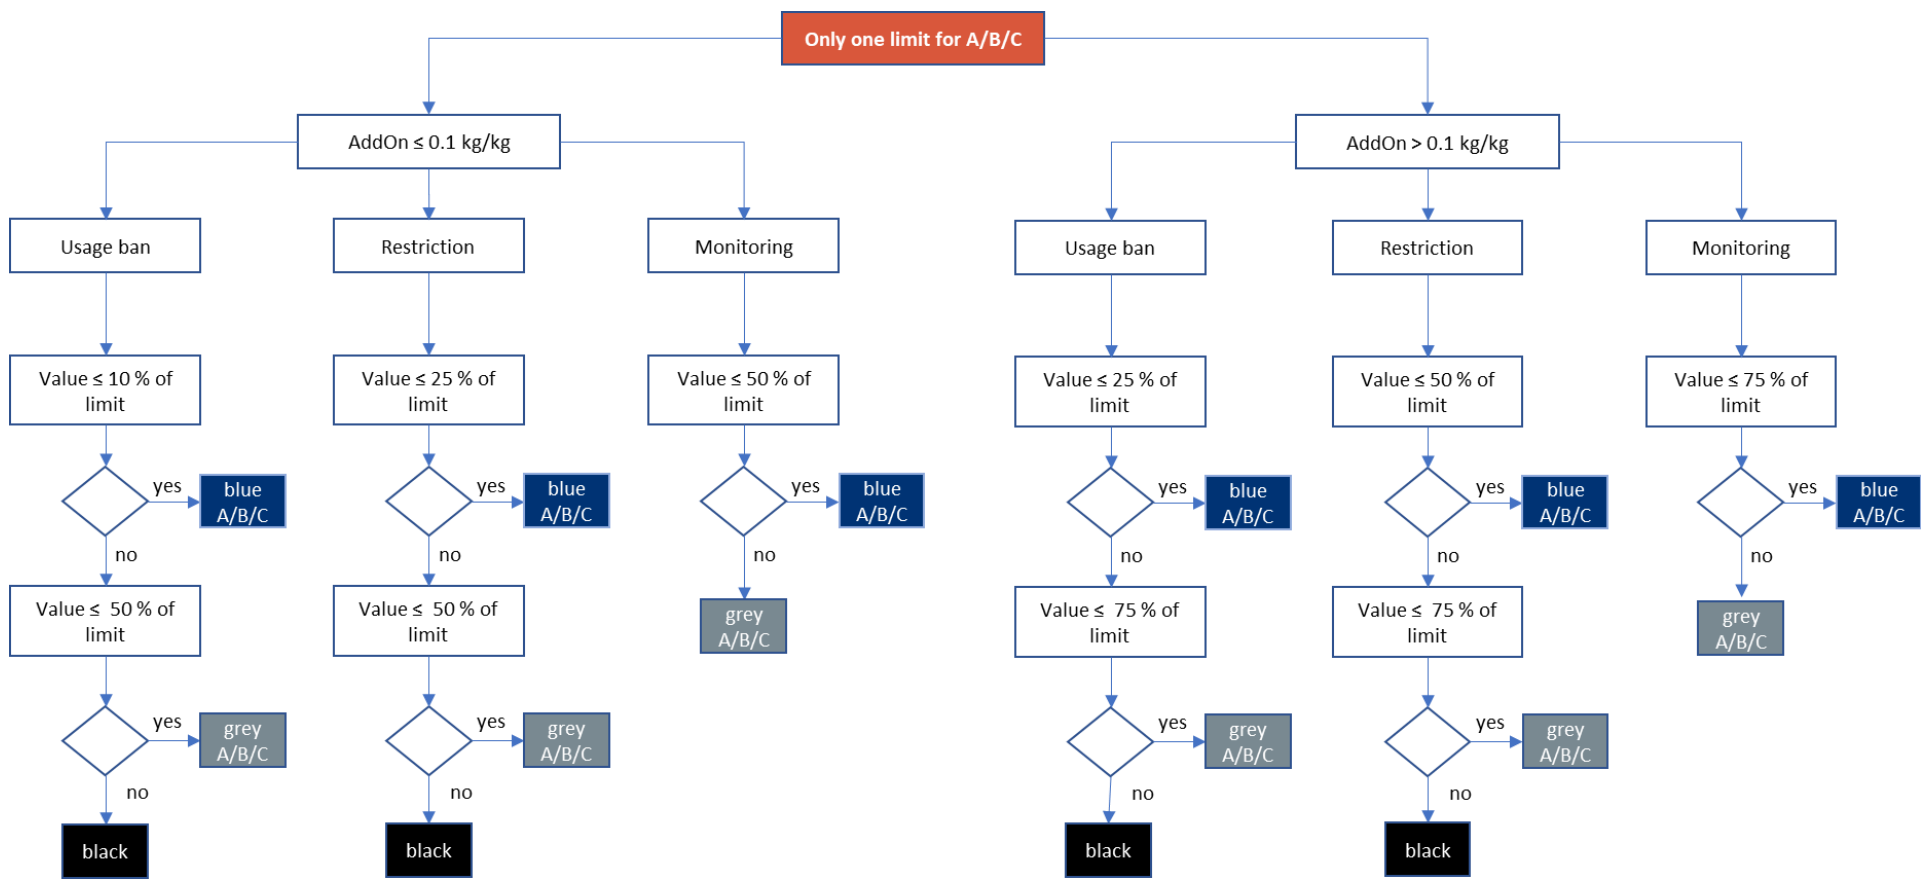 Only one limit for A/B/C
AddOn ≤ 0.1 kg/kg
AddOn > 0.1 kg/kg
Usage ban
Restriction
Monitoring
Usage ban
Restriction
Monitoring
Value ≤ 10 % of
limit
Value ≤ 25 % of
limit
Value ≤ 50 % of
limit
Value ≤ 25 % of
limit
Value ≤ 50 % of
limit
Value ≤ 75 % of
limit
yes
blue
A/B/C
yes
blue
A/B/C
yes
blue
A/B/C
yes
blue
A/B/C
yes
blue
A/B/C
yes
blue
A/B/C
no
no
no
no
no
no
Value ≤  50 % of
limit
Value ≤  50 % of
limit
grey
A/B/C
Value ≤  75 % of
limit
Value ≤  75 % of
limit
grey
A/B/C
yes
grey
A/B/C
yes
grey
A/B/C
yes
grey
A/B/C
yes
grey
A/B/C
no
no
no
no
black
black
black
black